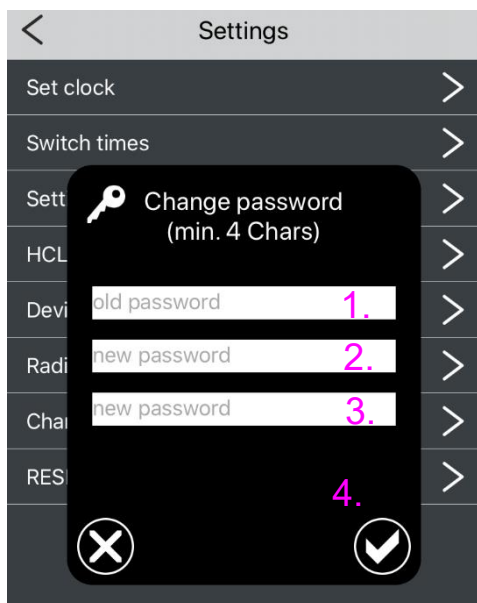 Settings
Set clock
Switch times
Sett
Change password
(min. 4 Chars)
HCL
Devi
old password 1.
Radi
new password 2.
Chan
new password 3.
RES
4.